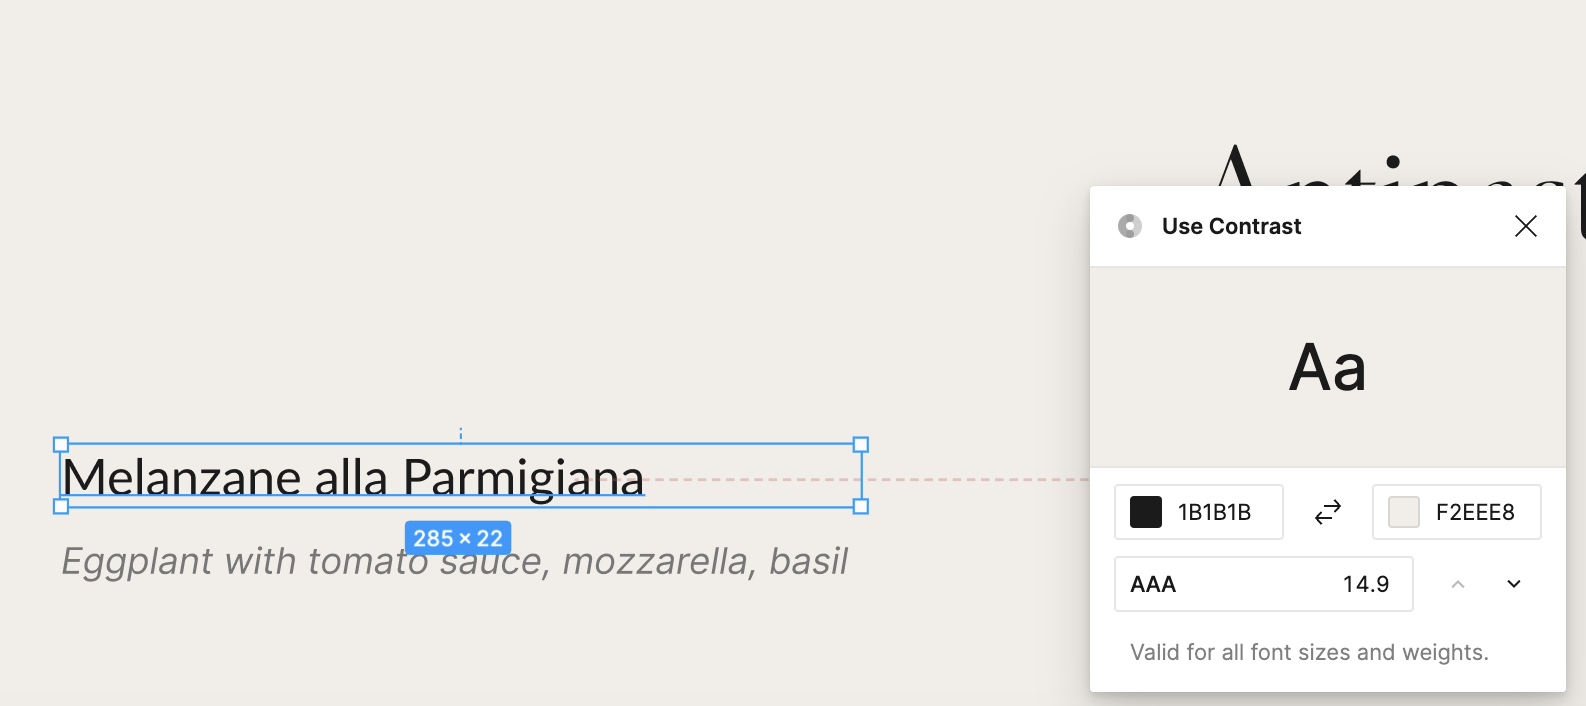 Antipast
Use Contrast
Aa
Melanzane alla Parmigiana
1B1B1B
F2EEE8
285 × 22
Eggplant with tomato sauce, mozzarella, basil
AAA 14.9
Valid for all font sizes and weights.